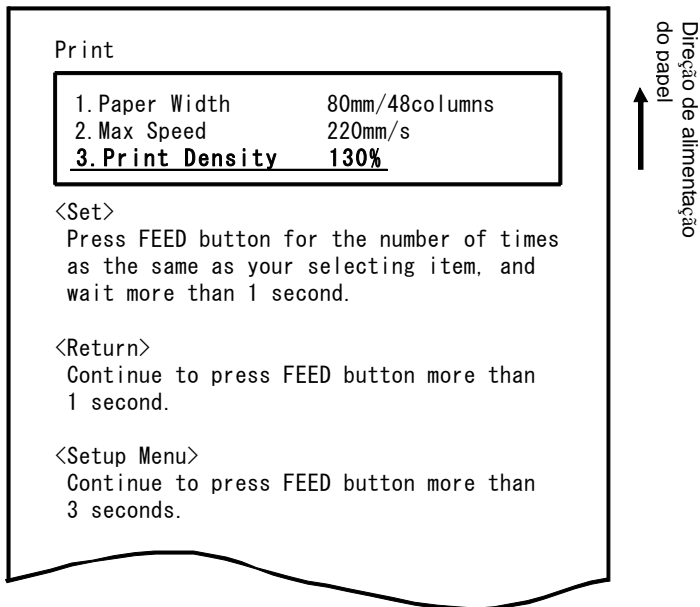 Print
1.Paper Width 80mm/48columns
2.Max Speed 220mm/s
3.Print Density 130%
<Set>
Press FEED button for the number of times
as the same as your selecting item, and
wait more than 1 second.
<Return>
Continue to press FEED button more than
1 second.
<Setup Menu>
Continue to press FEED button more than
3 seconds.
Direção de alimentação
do papel